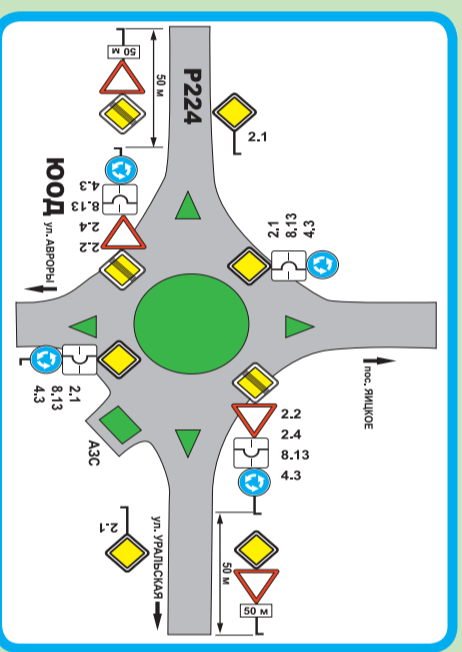 50 м
50 м
Р224
2.1
4.3
8.13
2.4
2.2
2.1
8.13
4.3
ЮОД
ул. АВРОРЫ
пос. ЯИЦКОЕ
2.1
8.13
4.3
АЗС
2.2
2.4
8.13
4.3
2.1
ул. УРАЛЬСКАЯ
50 м
50 м